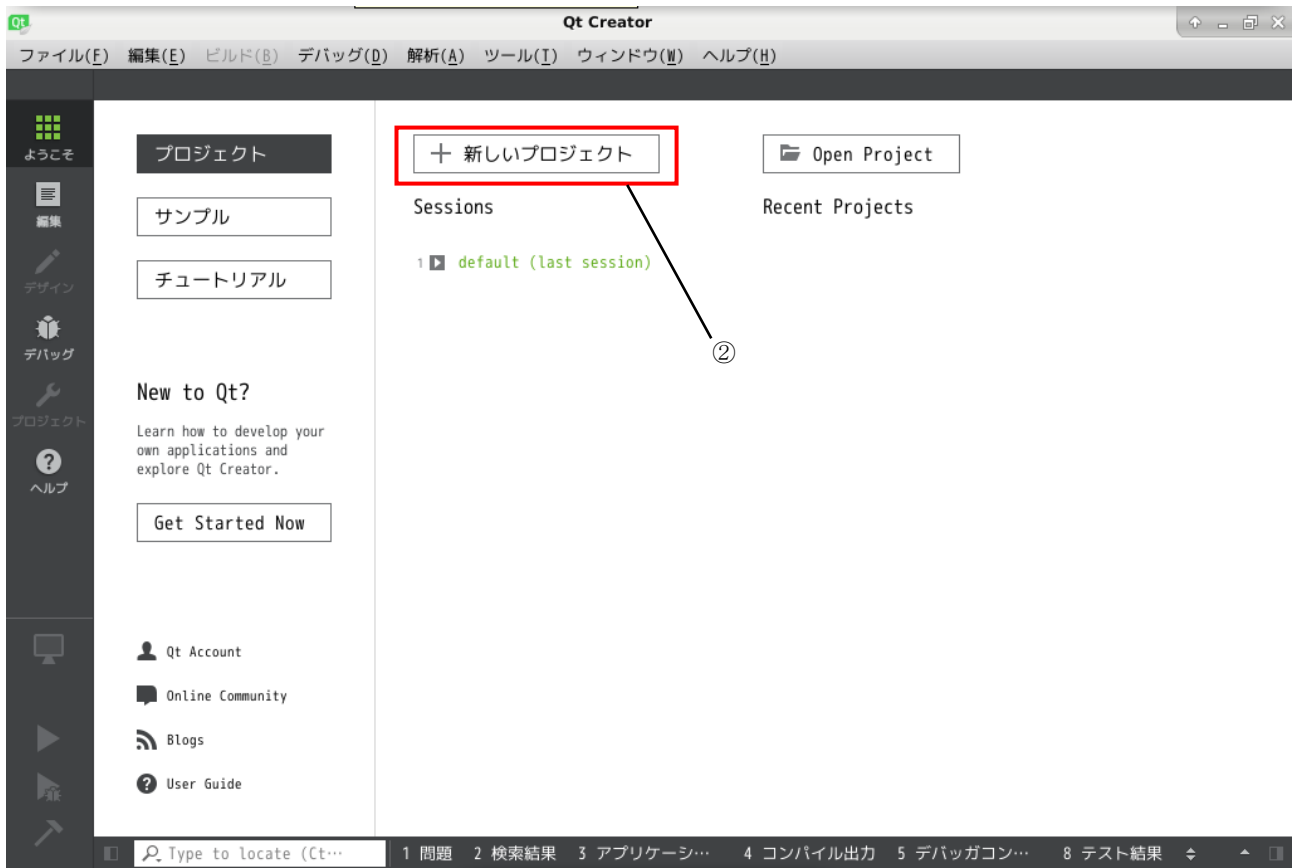 Qt Creator
ファイル(F) 編集(E) ビルド(B) デバッグ(D) 解析(A) ツール(T) ウィンドウ(W) ヘルプ(H)
ようこそ
編集
デザイン
デバッグ
プロジェクト
ヘルプ
プロジェクト
サンプル
チュートリアル
New to Qt?
Learn how to develop your
own applications and
explore Qt Creator.
Get Started Now
Qt Account
Online Community
Blogs
User Guide
新しいプロジェクト
Sessions
1 default (last session)
②
Open Project
Recent Projects
Type to locate (Ct… 1 問題 2 検索結果 3 アプリケーシ… 4 コンパイル出力 5 デバッガコン… 8 テスト結果